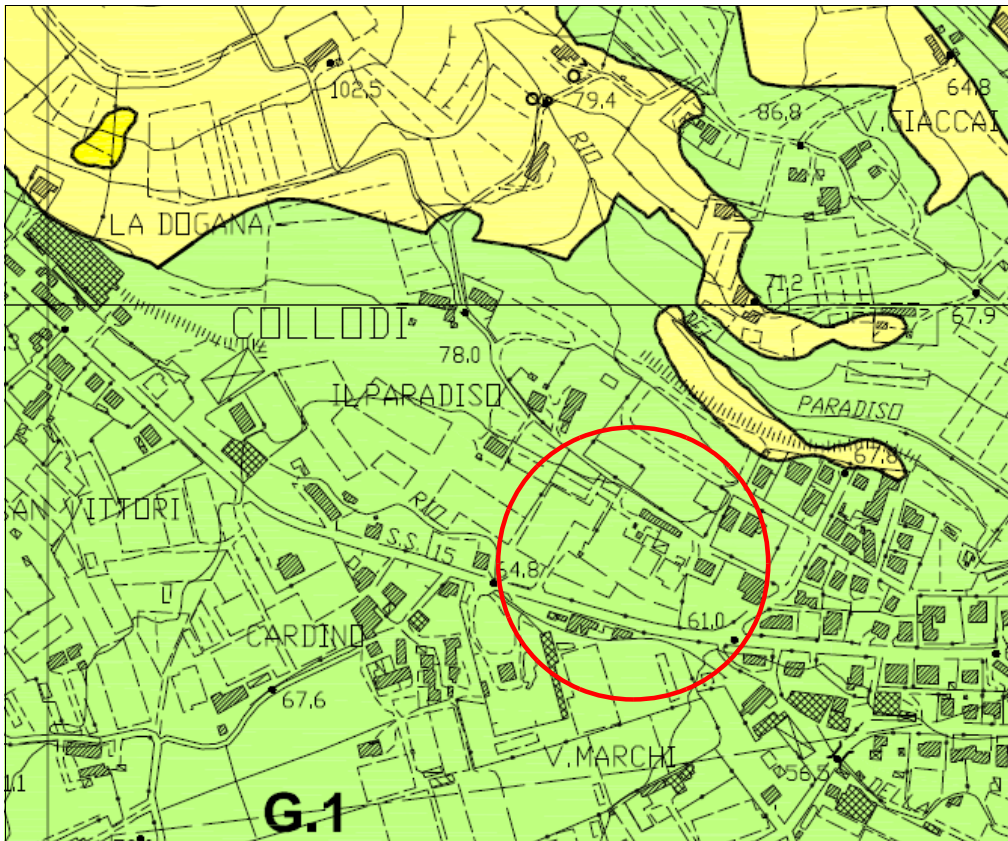 102.5
79.4
64.8
86.8
V.GIACCAI
RIO
LA DOGANA
71.2
67.9
COLLODI
78.0
IL PARADISO
PARADISO
67.8
SAN VITTORI
RIO
S.S. 15
64.8
61.0
CARDINO
67.6
V.MARCHI
56.5
DELLA
G.1